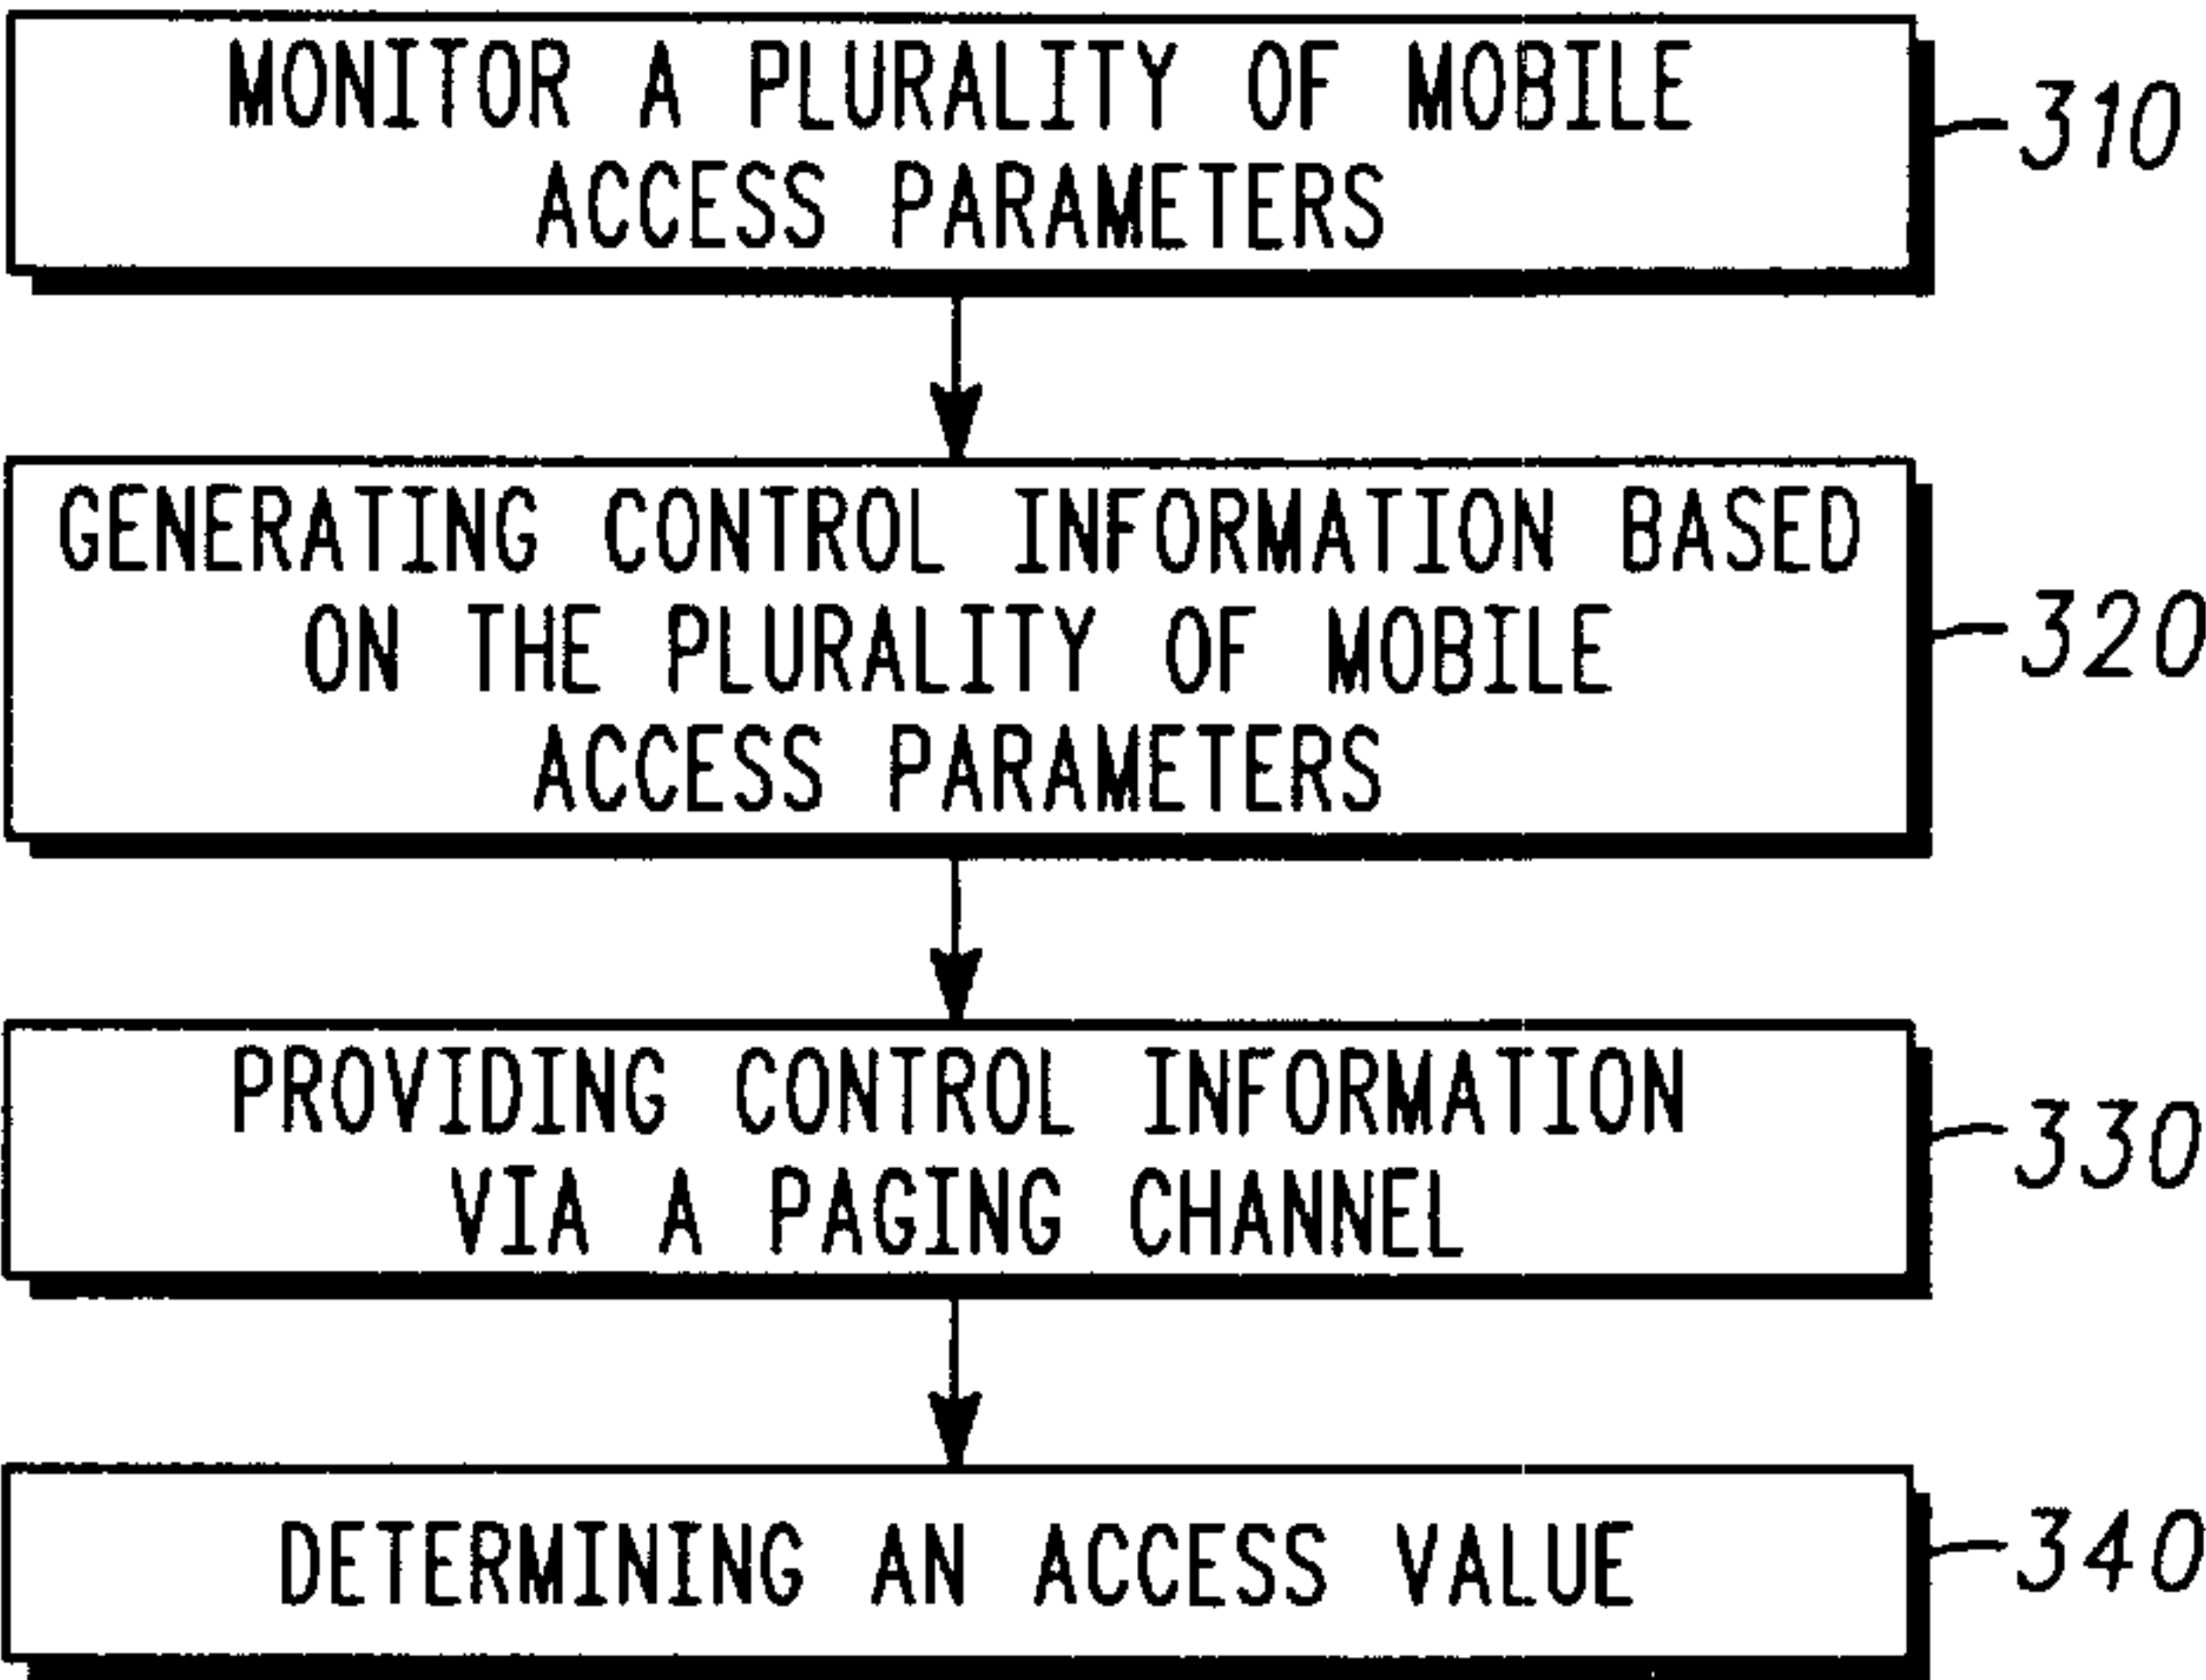 MONITOR A PLURALITY OF MOBILE
ACCESS PARAMETERS
310
GENERATING CONTROL INFORMATION BASED
ON THE PLURALITY OF MOBILE
ACCESS PARAMETERS
320
PROVIDING CONTROL INFORMATION
VIA A PAGING CHANNEL
330
DETERMINING AN ACCESS VALUE
340